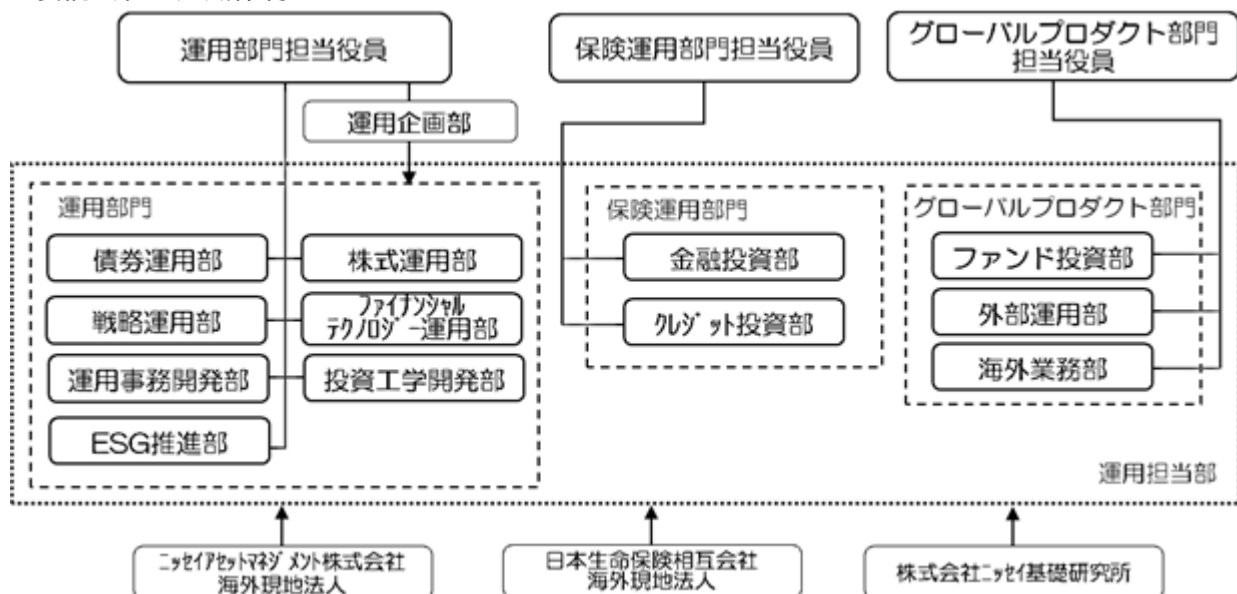 運用部門担当役員
保険運用部門担当役員
グローバルプロダクト部門
担当役員
運用企画部
運用部門
債券運用部
株式運用部
戦略運用部
ファイナンシャル
テクノロジー運用部
運用事務開発部
投資工学開発部
ESG推進部
保険運用部門
金融投資部
クレジット投資部
グローバルプロダクト部門
ファンド投資部
外部運用部
海外業務部
運用担当部
ニッセイアセットマネジメント株式会社
海外現地法人
日本生命保険相互会社
海外現地法人
株式会社ニッセイ基礎研究所